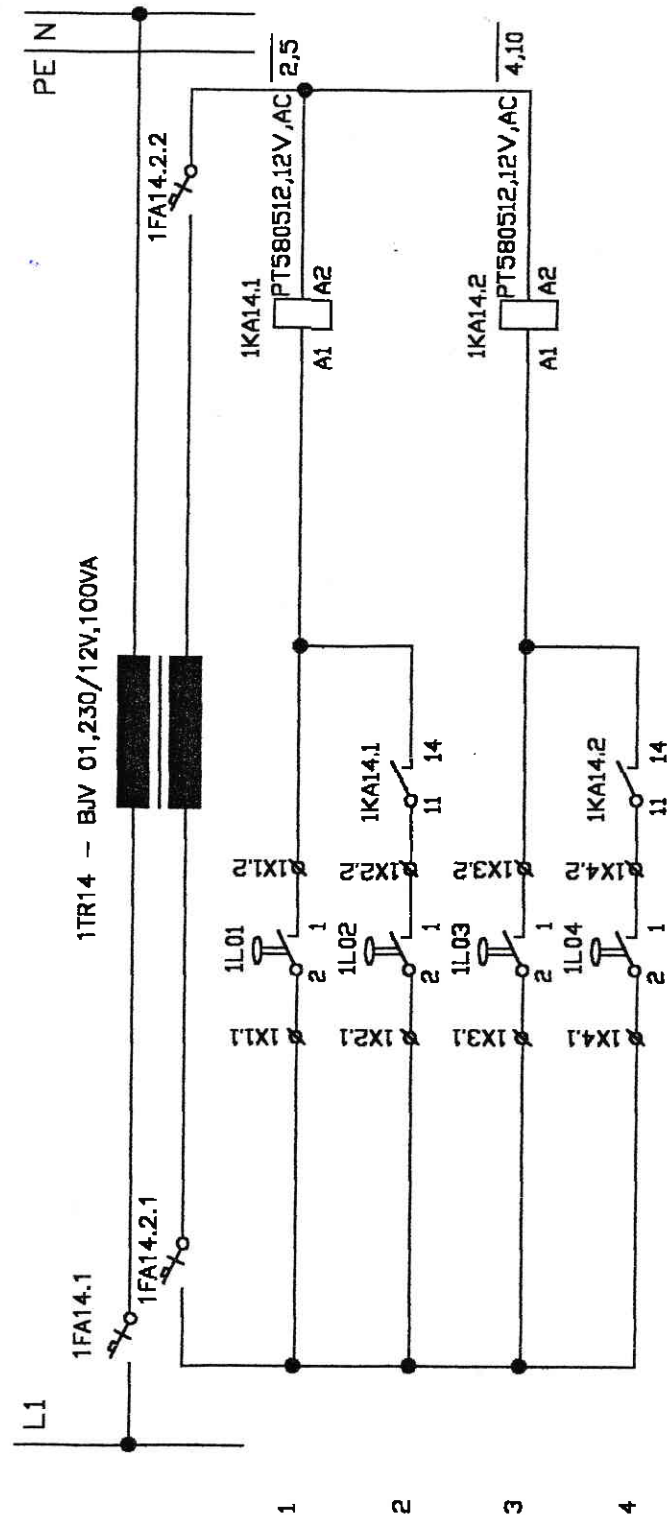 L1
PE
N
1FA14.1
1TR14 - BJV 01,230/12V,100VA
1FA14.2.1
1FA14.2.2
1
1X1.1
1L01
2
1
1X1.2
1KA14.1
A1
A2
PT580512,12V,AC
2,5
2
1X2.1
1L02
2
1
1X2.2
1KA14.1
11
14
3
1X3.1
1L03
2
1
1X3.2
1KA14.2
A1
A2
PT580512,12V,AC
4,10
4
1X4.1
1L04
2
1
1X4.2
1KA14.2
11
14